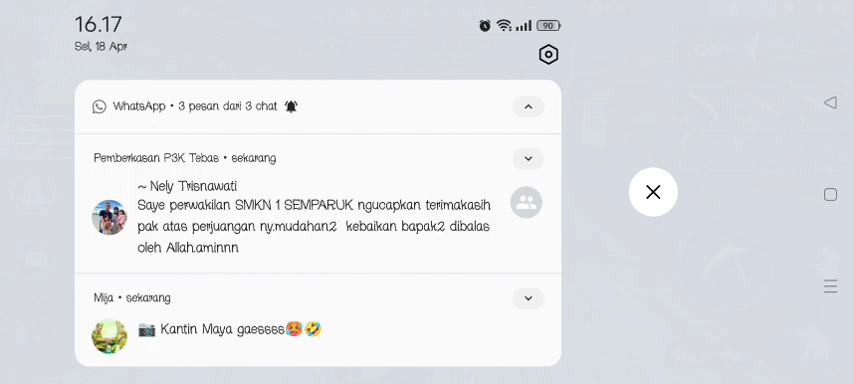 16.17
Sel, 18 Apr
90
WhatsApp • 3 pesan dari 3 chat
Pemberkasan P3K Tebas • sekarang
~ Nely Trisnawati
Saye perwakilan SMKN 1 SEMPARUK ngucapkan terimakasih
pak atas perjuangan ny.mudahan2 kebaikan bapak2 dibalas
oleh Allah.aminnn
Mija • sekarang
📷 Kantin Maya gaessss🥵🤣